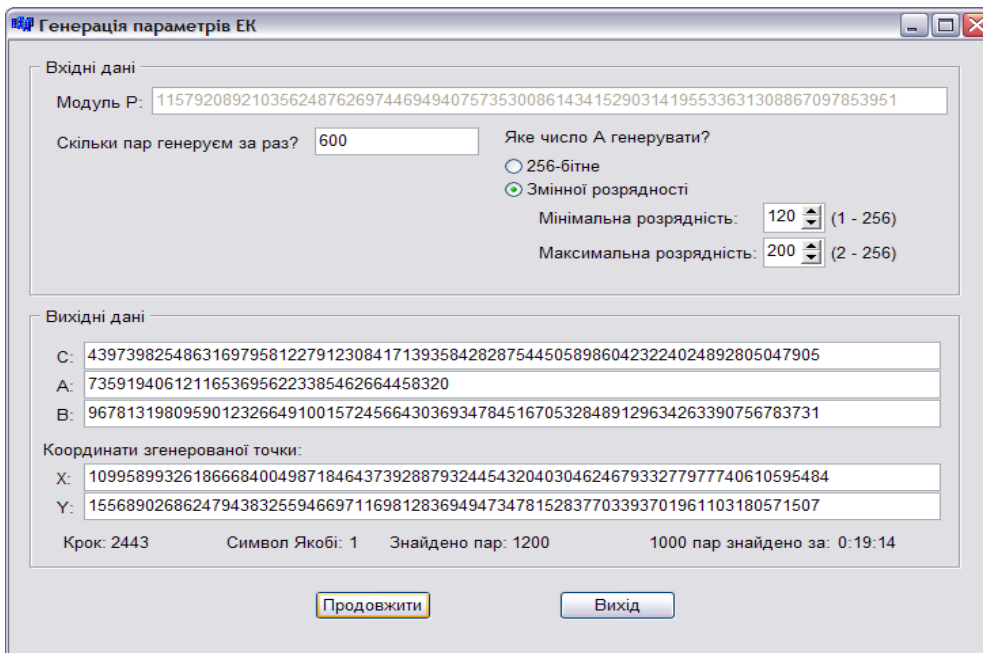 Генерація параметрів ЕК
Вхідні дані
Модуль P: 115792089210356248762697446949407573530086143415290314195533631308867097853951
Скільки пар генеруєм за раз? 600
Яке число А генерувати?
256-бітне
Змінної розрядності
Мінімальна розрядність: 120 (1 - 256)
Максимальна розрядність: 200 (2 - 256)
Вихідні дані
C: 43973982548631697958122791230841713935842828754450589860423224024892805047905
A: 73591940612116536956223385462664458320
B: 96781319809590123266491001572456643036934784516705328489129634263390756783731
Координати згенерованої точки:
X: 109958993261866684004987184643739288793244543204030462467933277977740610595484
Y: 15568902686247943832559466971169812836949473478152837703393701961103180571507
Крок: 2443 Символ Якобі: 1 Знайдено пар: 1200 1000 пар знайдено за: 0:19:14
Продовжити Вихід